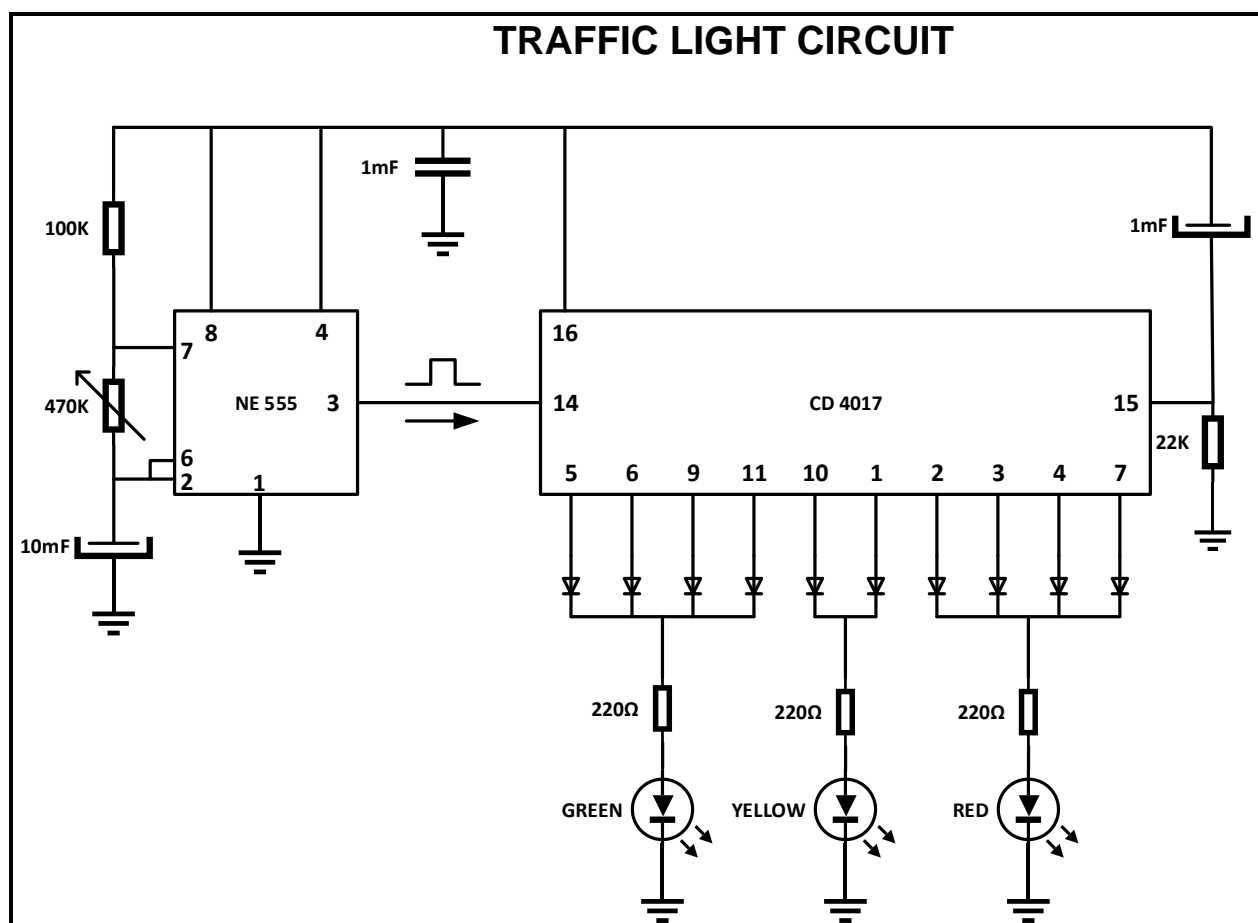 TRAFFIC LIGHT CIRCUIT
1mF
1mF
100K
8 4
16
7
470K
NE 555
3
14
CD 4017
15
22K
6
2
1
5 6 9 11 10 1 2 3 4 7
10mF
220Ω
220Ω
220Ω
GREEN
YELLOW
RED